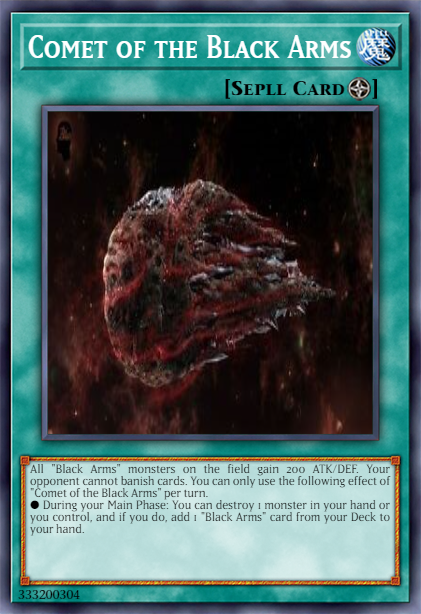 COMET OF THE BLACK ARMS 魔
[SEPLL CARD]
All "Black Arms" monsters on the field gain 200 ATK/DEF. Your
opponent cannot banish cards. You can only use the following effect of
"Comet of the Black Arms" per turn.
● During your Main Phase: You can destroy 1 monster in your hand or
you control, and if you do, add 1 "Black Arms" card from your Deck to
your hand.
333200304